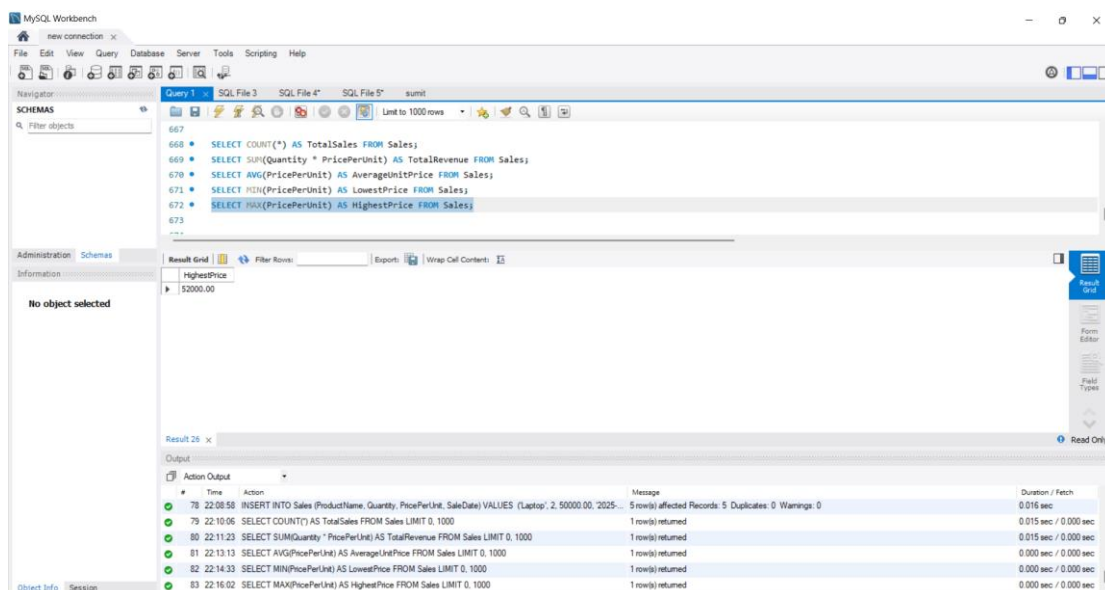 MySQL Workbench
new connection x
File Edit View Query Database Server Tools Scripting Help
Navigator
Query 1 x SQL File 3 SQL File 4* SQL File 5* sumit
SCHEMAS
Filter objects
Limit to 1000 rows
667
668 SELECT COUNT(*) AS TotalSales FROM Sales;
669 SELECT SUM(Quantity * PricePerUnit) AS TotalRevenue FROM Sales;
670 SELECT AVG(PricePerUnit) AS AverageUnitPrice FROM Sales;
671 SELECT MIN(PricePerUnit) AS LowestPrice FROM Sales;
672 SELECT MAX(PricePerUnit) AS HighestPrice FROM Sales;
673
Administration Schemas
Information
No object selected
Result Grid Filter Rows: Export: Wrap Cell Content:
HighestPrice
52000.00
Result Grid
Form Editor
Field Types
Result 26 x
Read Only
Output
Action Output
# Time Action Message Duration / Fetch
78 22:08:58 INSERT INTO Sales (ProductName, Quantity, PricePerUnit, SaleDate) VALUES ('Laptop', 2, 50000.00, '2025-... 5 row(s) affected Records: 5 Duplicates: 0 Warnings: 0 0.016 sec
79 22:10:06 SELECT COUNT(*) AS TotalSales FROM Sales LIMIT 0, 1000 1 row(s) returned 0.015 sec / 0.000 sec
80 22:11:23 SELECT SUM(Quantity * PricePerUnit) AS TotalRevenue FROM Sales LIMIT 0, 1000 1 row(s) returned 0.015 sec / 0.000 sec
81 22:13:13 SELECT AVG(PricePerUnit) AS AverageUnitPrice FROM Sales LIMIT 0, 1000 1 row(s) returned 0.000 sec / 0.000 sec
82 22:14:33 SELECT MIN(PricePerUnit) AS LowestPrice FROM Sales LIMIT 0, 1000 1 row(s) returned 0.000 sec / 0.000 sec
83 22:16:02 SELECT MAX(PricePerUnit) AS HighestPrice FROM Sales LIMIT 0, 1000 1 row(s) returned 0.000 sec / 0.000 sec
Object Info Session